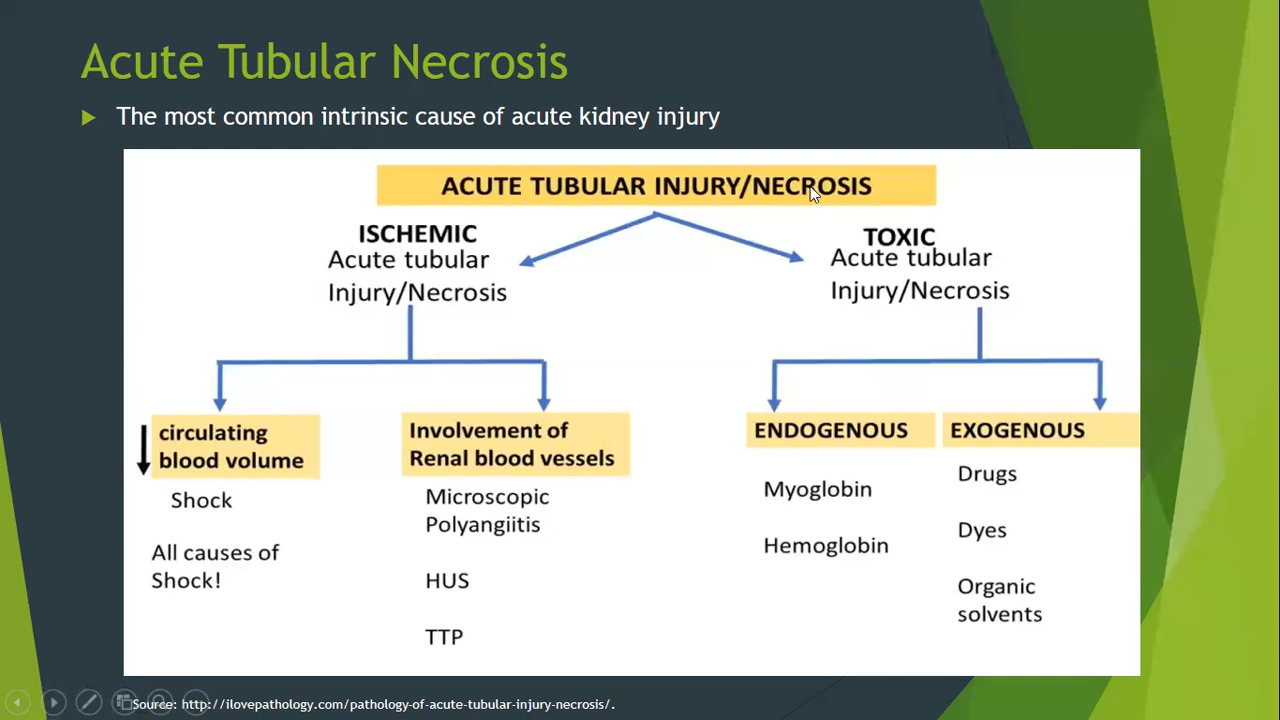 Acute Tubular Necrosis
The most common intrinsic cause of acute kidney injury
ACUTE TUBULAR INJURY/NECROSIS
ISCHEMIC
Acute tubular
Injury/Necrosis
TOXIC
Acute tubular
Injury/Necrosis
circulating
blood volume
Shock
All causes of
Shock!
Involvement of
Renal blood vessels
Microscopic
Polyangiitis
HUS
TTP
ENDOGENOUS
Myoglobin
Hemoglobin
EXOGENOUS
Drugs
Dyes
Organic
solvents
Source: http://ilovepathology.com/pathology-of-acute-tubular-injury-necrosis/.